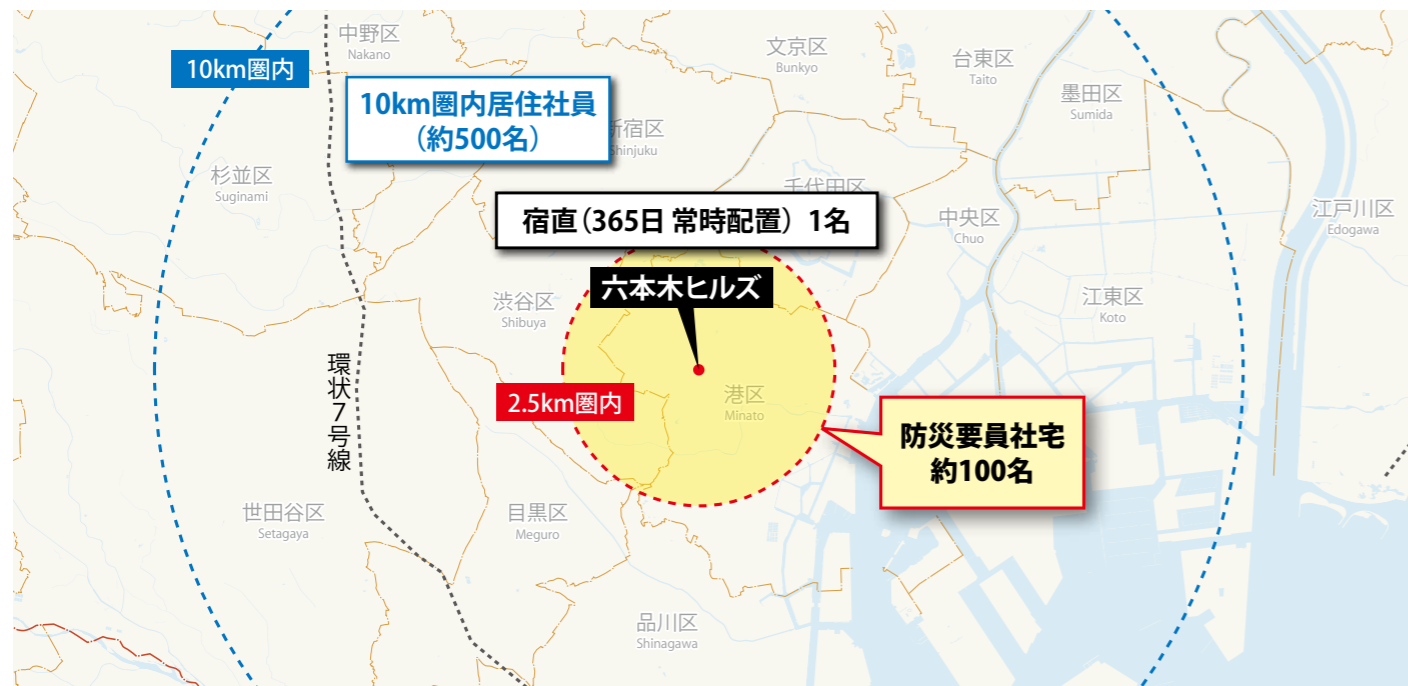 中野区
Nakano
10km圏内
10km圏内居住社員
（約500名）
文京区
Bunkyo
台東区
Taito
墨田区
Sumida
新宿区
Shinjuku
杉並区
Suginami
千代田区
宿直（365日 常時配置） 1名
中央区
Chuo
江戸川区
Edogawa
六本木ヒルズ
渋谷区
Shibuya
江東区
Koto
環状7号線
2.5km圏内
港区
Minato
防災要員社宅
約100名
世田谷区
Setagaya
目黒区
Meguro
品川区
Shinagawa